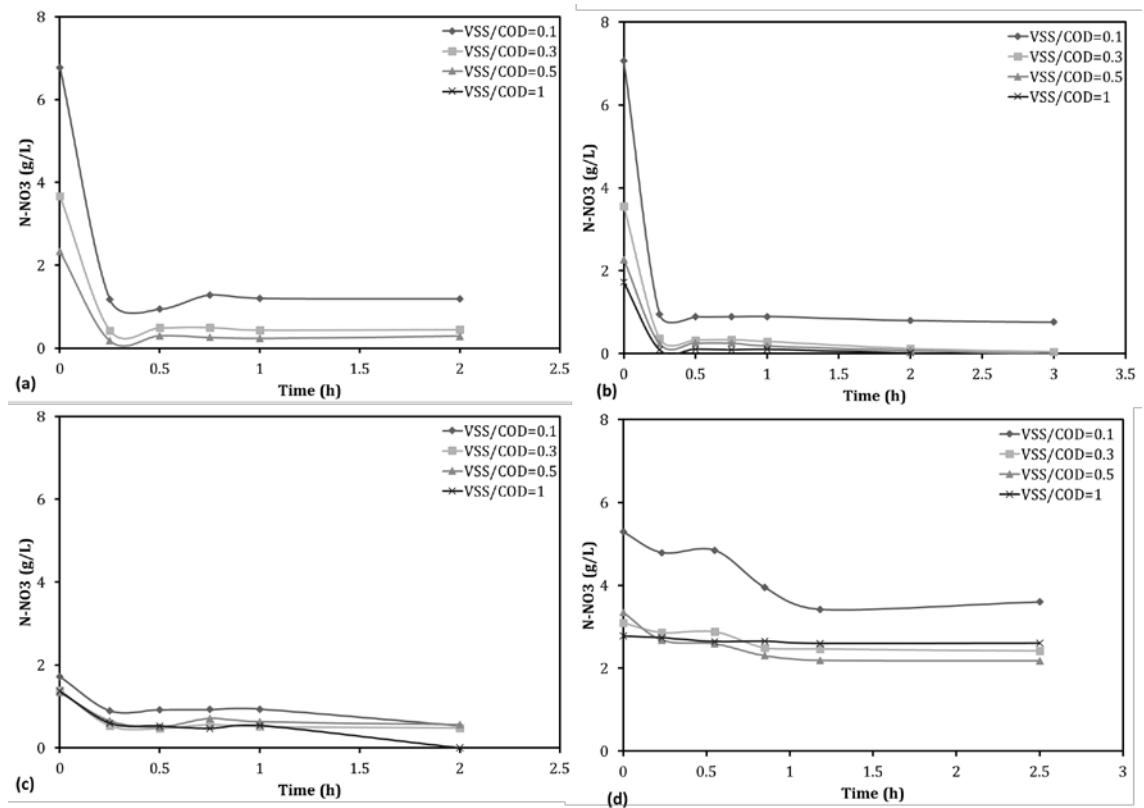 8
6
4
2
0
N-NO3 (g/L)
VSS/COD=0.1
VSS/COD=0.3
VSS/COD=0.5
VSS/COD=1
0 0.5 1 1.5 2 2.5
(a) Time (h)
8
6
4
2
0
N-NO3 (g/L)
VSS/COD=0.1
VSS/COD=0.3
VSS/COD=0.5
VSS/COD=1
0 0.5 1 1.5 2 2.5 3 3.5
(b) Time (h)
8
6
4
2
0
N-NO3 (g/L)
VSS/COD=0.1
VSS/COD=0.3
VSS/COD=0.5
VSS/COD=1
0 0.5 1 1.5 2 2.5
(c) Time (h)
8
6
4
2
0
N-NO3 (g/L)
VSS/COD=0.1
VSS/COD=0.3
VSS/COD=0.5
VSS/COD=1
0 0.5 1 1.5 2 2.5 3
(d) Time (h)